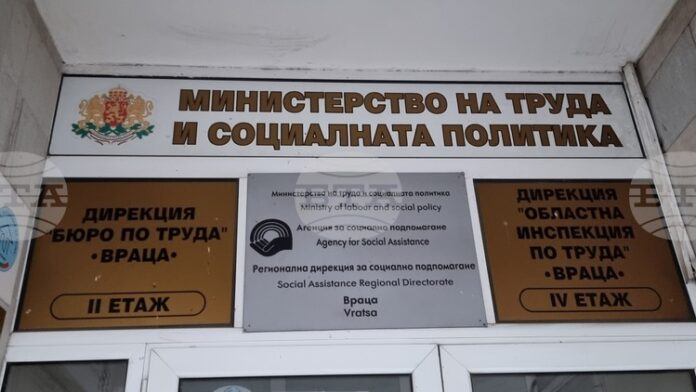 МИНИСТЕРСТВО НА ТРУДА
И СОЦИАЛНАТА ПОЛИТИКА
ДИРЕКЦИЯ
"БЮРО ПО ТРУДА"
•ВРАЦА•
II ЕТАЖ
Министерство на труда и социалната политика
Ministry of labour and social policy
Агенция за социално подпомагане
Agency for Social Assistance
Регионална дирекция за социално подпомагане
Social Assistance Regional Directorate
Враца
Vratsa
ДИРЕКЦИЯ
"ОБЛАСТНА
ИНСПЕКЦИЯ
ПО ТРУДА"
•ВРАЦА•
IV ЕТАЖ